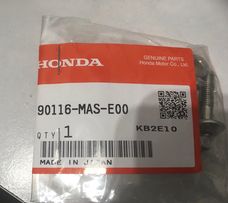 HONDA
GENUINE PARTS
Honda Motor Co., Ltd.
90116-MAS-E00
QTY 1
KB2E10
MADE IN JAPAN